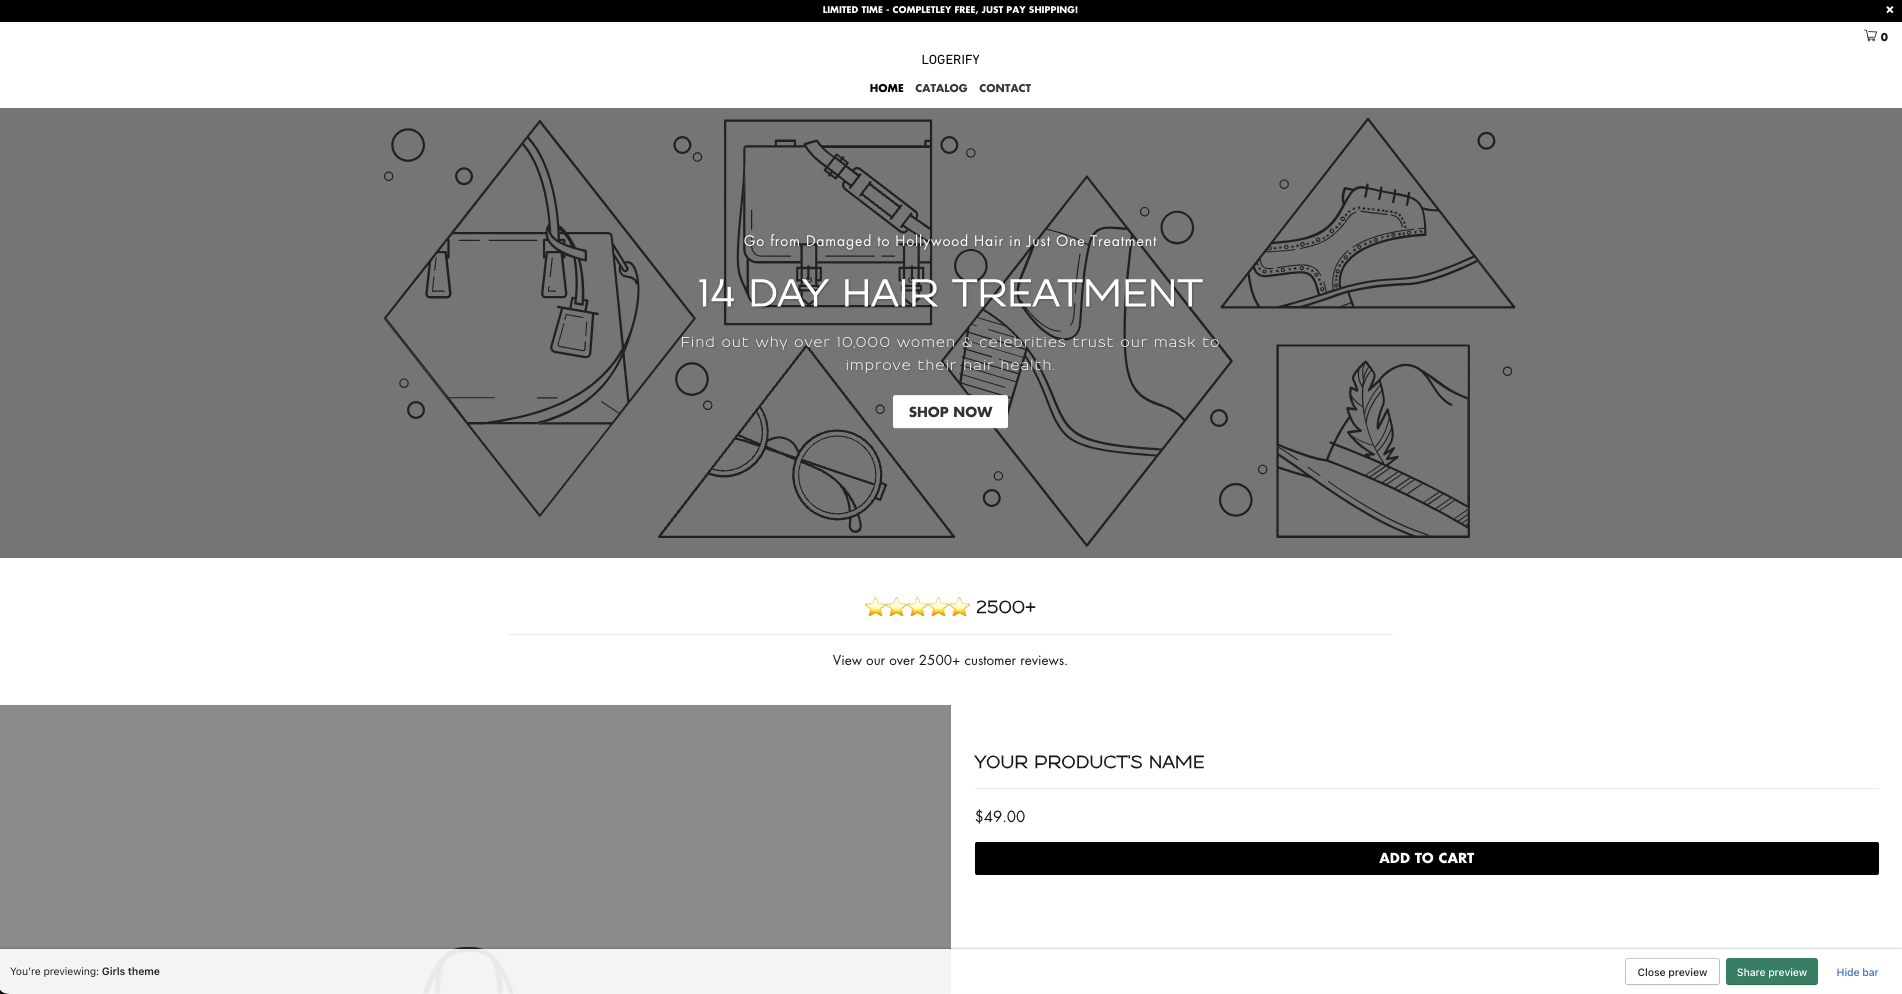 LIMITED TIME - COMPLETLEY FREE, JUST PAY SHIPPING!
×
0
LOGERIFY
HOME CATALOG CONTACT
Go from Damaged to Hollywood Hair in Just One Treatment
14 DAY HAIR TREATMENT
Find out why over 10,000 women & celebrities trust our mask to
improve their hair health.
SHOP NOW
⭐⭐⭐⭐⭐ 2500+
View our over 2500+ customer reviews.
YOUR PRODUCT'S NAME
$49.00
ADD TO CART
You're previewing: Girls theme
Close preview
Share preview
Hide bar